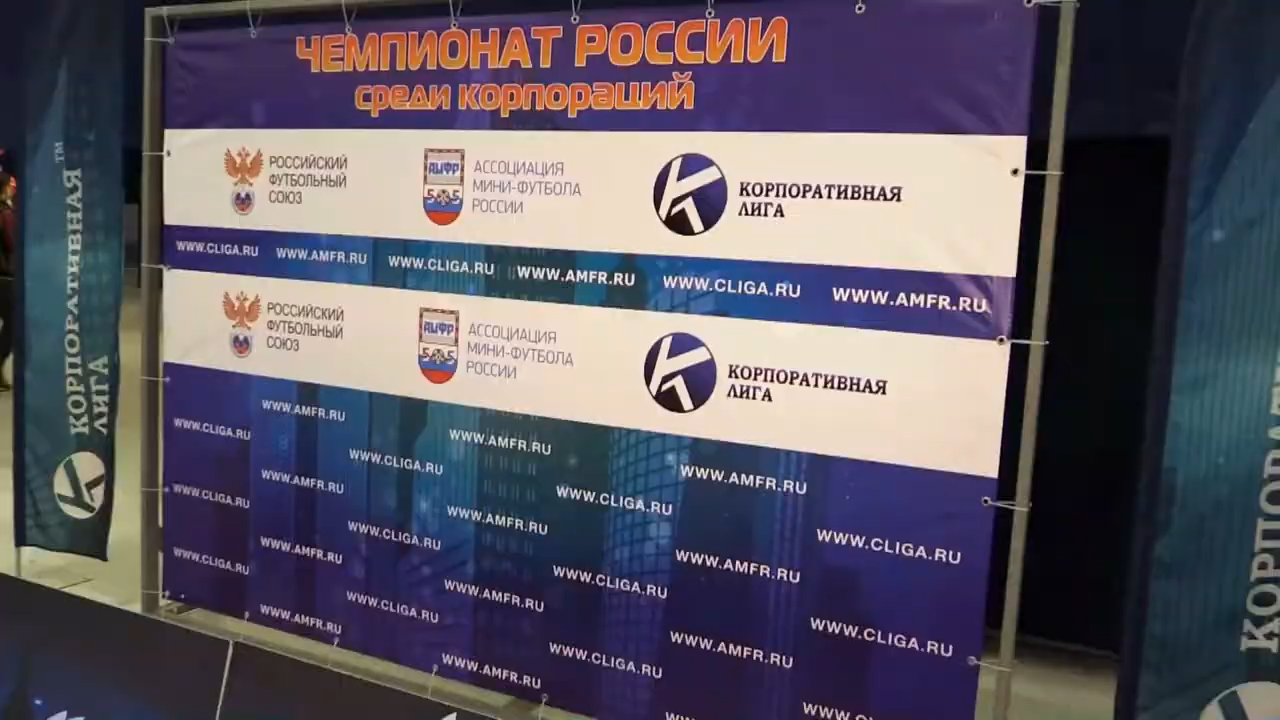 ЧЕМПИОНАТ РОССИИ
среди корпораций
РОССИЙСКИЙ
ФУТБОЛЬНЫЙ
СОЮЗ
АМФР
5 5
АССОЦИАЦИЯ
МИНИ-ФУТБОЛА
РОССИИ
КОРПОРАТИВНАЯ
ЛИГА
WWW.CLIGA.RU WWW.AMFR.RU WWW.CLIGA.RU WWW.AMFR.RU WWW.CLIGA.RU WWW.AMFR.RU
РОССИЙСКИЙ
ФУТБОЛЬНЫЙ
СОЮЗ
АМФР
5 5
АССОЦИАЦИЯ
МИНИ-ФУТБОЛА
РОССИИ
КОРПОРАТИВНАЯ
ЛИГА
WWW.CLIGA.RU WWW.AMFR.RU WWW.CLIGA.RU WWW.AMFR.RU WWW.CLIGA.RU WWW.AMFR.RU WWW.CLIGA.RU
WWW.CLIGA.RU WWW.AMFR.RU WWW.CLIGA.RU WWW.AMFR.RU WWW.CLIGA.RU WWW.AMFR.RU WWW.CLIGA.RU
WWW.CLIGA.RU WWW.AMFR.RU WWW.CLIGA.RU WWW.AMFR.RU WWW.CLIGA.RU WWW.AMFR.RU
WWW.AMFR.RU WWW.AMFR.RU
КОРПОРАТИВНАЯ™
ЛИГА